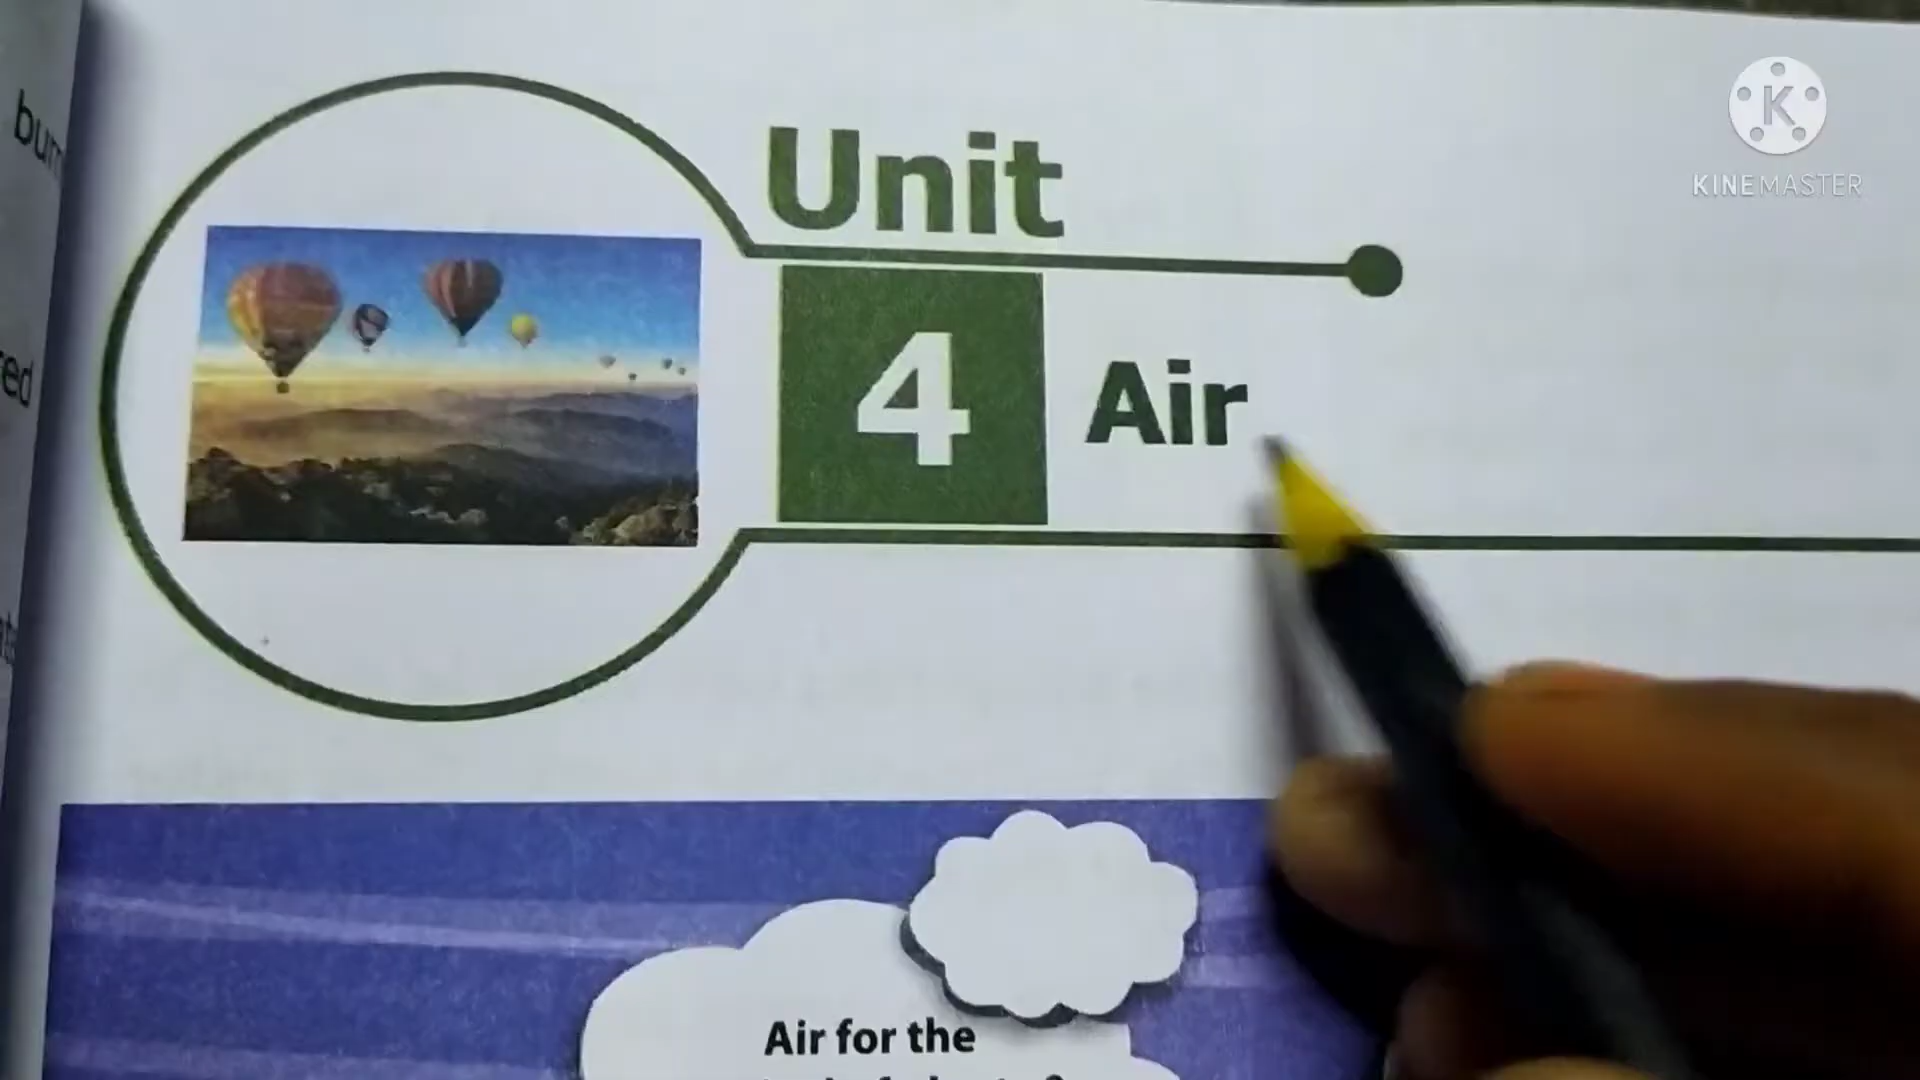 Unit
4 Air
Air for the
K
KINEMASTER